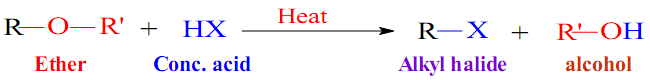 Heat
R—O—R' + HX → R—X + R'—OH
Ether Conc. acid Alkyl halide alcohol